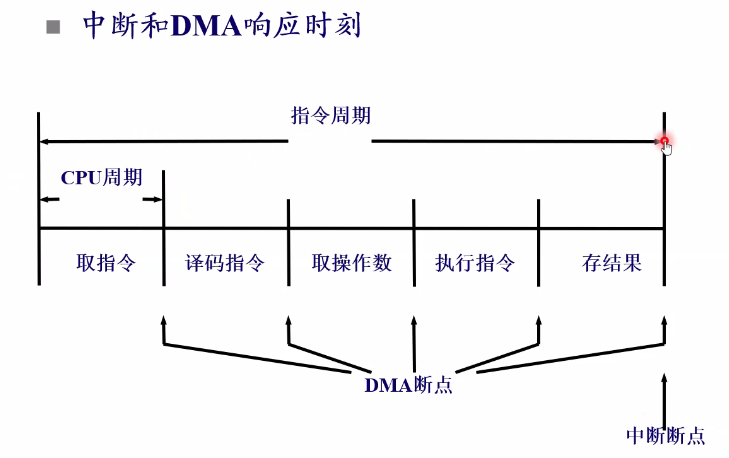 中断和DMA响应时刻
指令周期
CPU周期
取指令 译码指令 取操作数 执行指令 存结果
DMA断点
中断断点